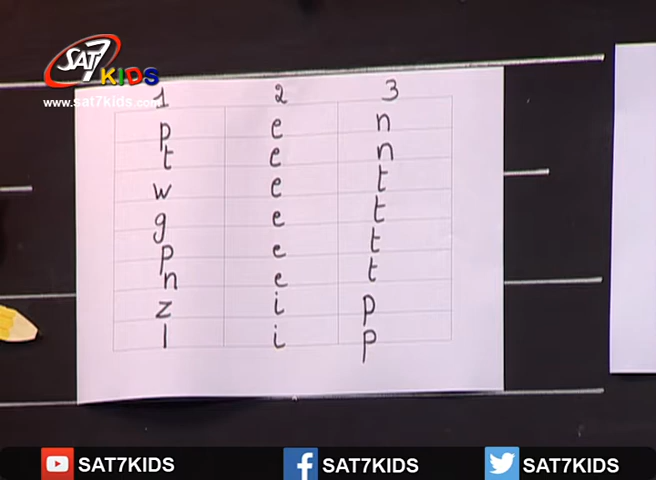 SAT7
KIDS
www.sat7kids.com
1 2 3
p e n
t e n
w e t
g e t
p e t
n e t
z i p
l i p
SAT7KIDS SAT7KIDS SAT7KIDS